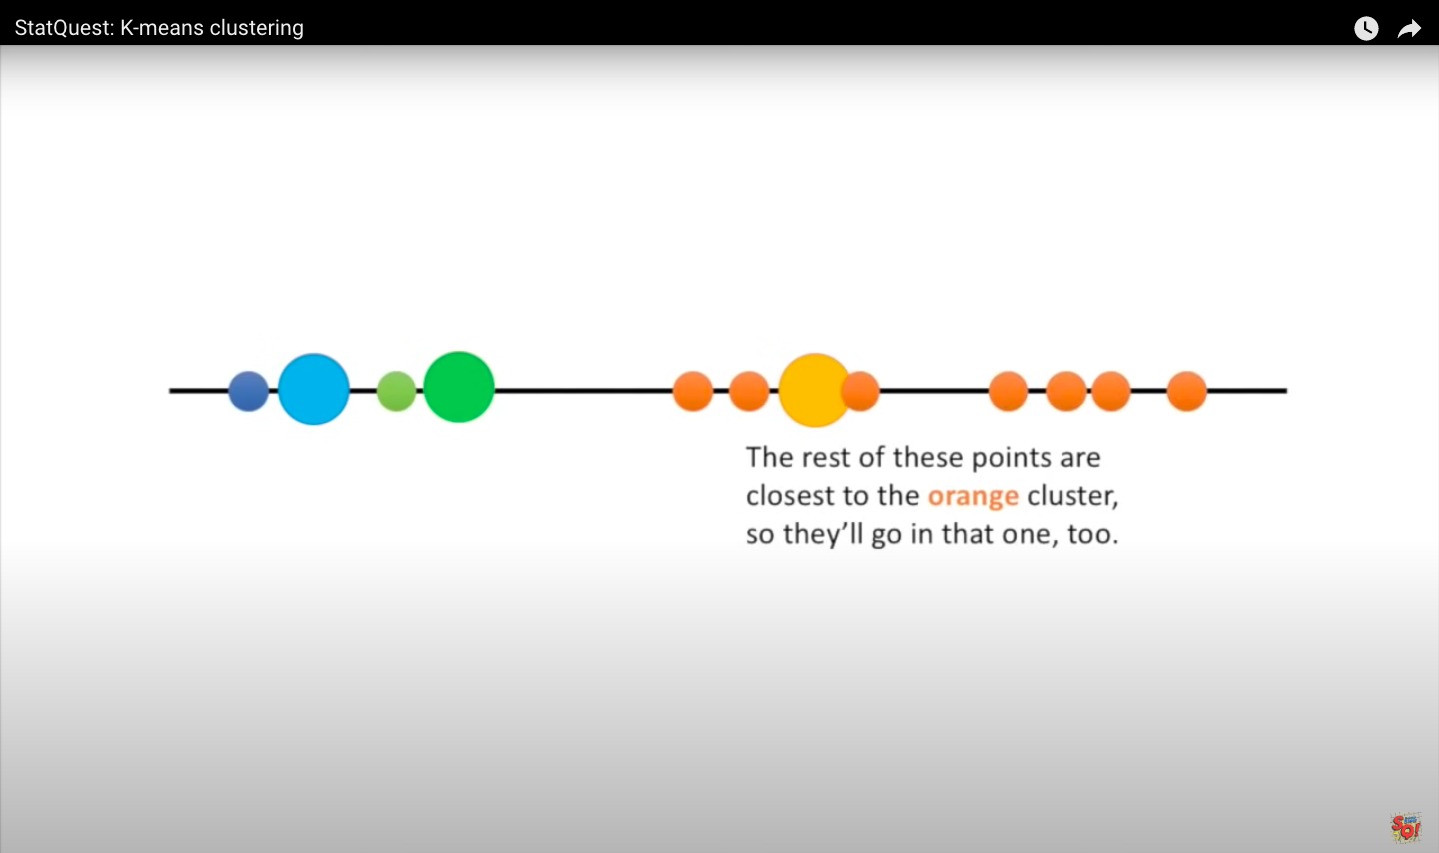 StatQuest: K-means clustering
The rest of these points are
closest to the orange cluster,
so they’ll go in that one, too.
SQ!